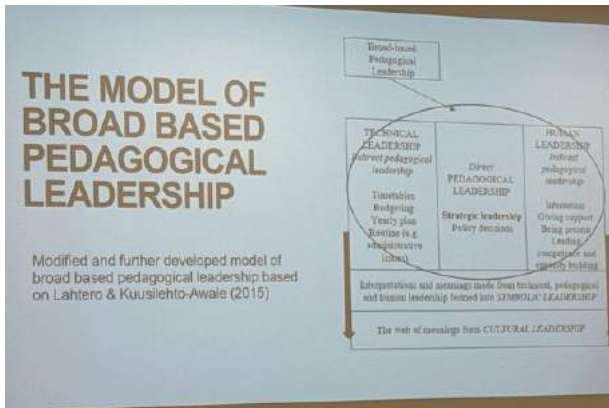 THE MODEL OF
BROAD BASED
PEDAGOGICAL
LEADERSHIP
Modified and further developed model of
broad based pedagogical leadership based
on Lahtero & Kuusilehto-Awale (2015)
Broad-based
Pedagogical
Leadership
TECHNICAL
LEADERSHIP
Indirect pedagogical
leadership
Timetables
Budgeting
Yearly plan
Routine (e.g.
administrative
Direct
PEDAGOGICAL
LEADERSHIP
Strategic leadership
Policy decisions
HUMAN
LEADERSHIP
Indirect
pedagogical
leadership
Interaction
Giving support
Being present
Leading
competence and
capacity building
Interpretations and meanings made from technical, pedagogical
and human leadership formed into SYMBOLIC LEADERSHIP
The web of meanings form CULTURAL LEADERSHIP